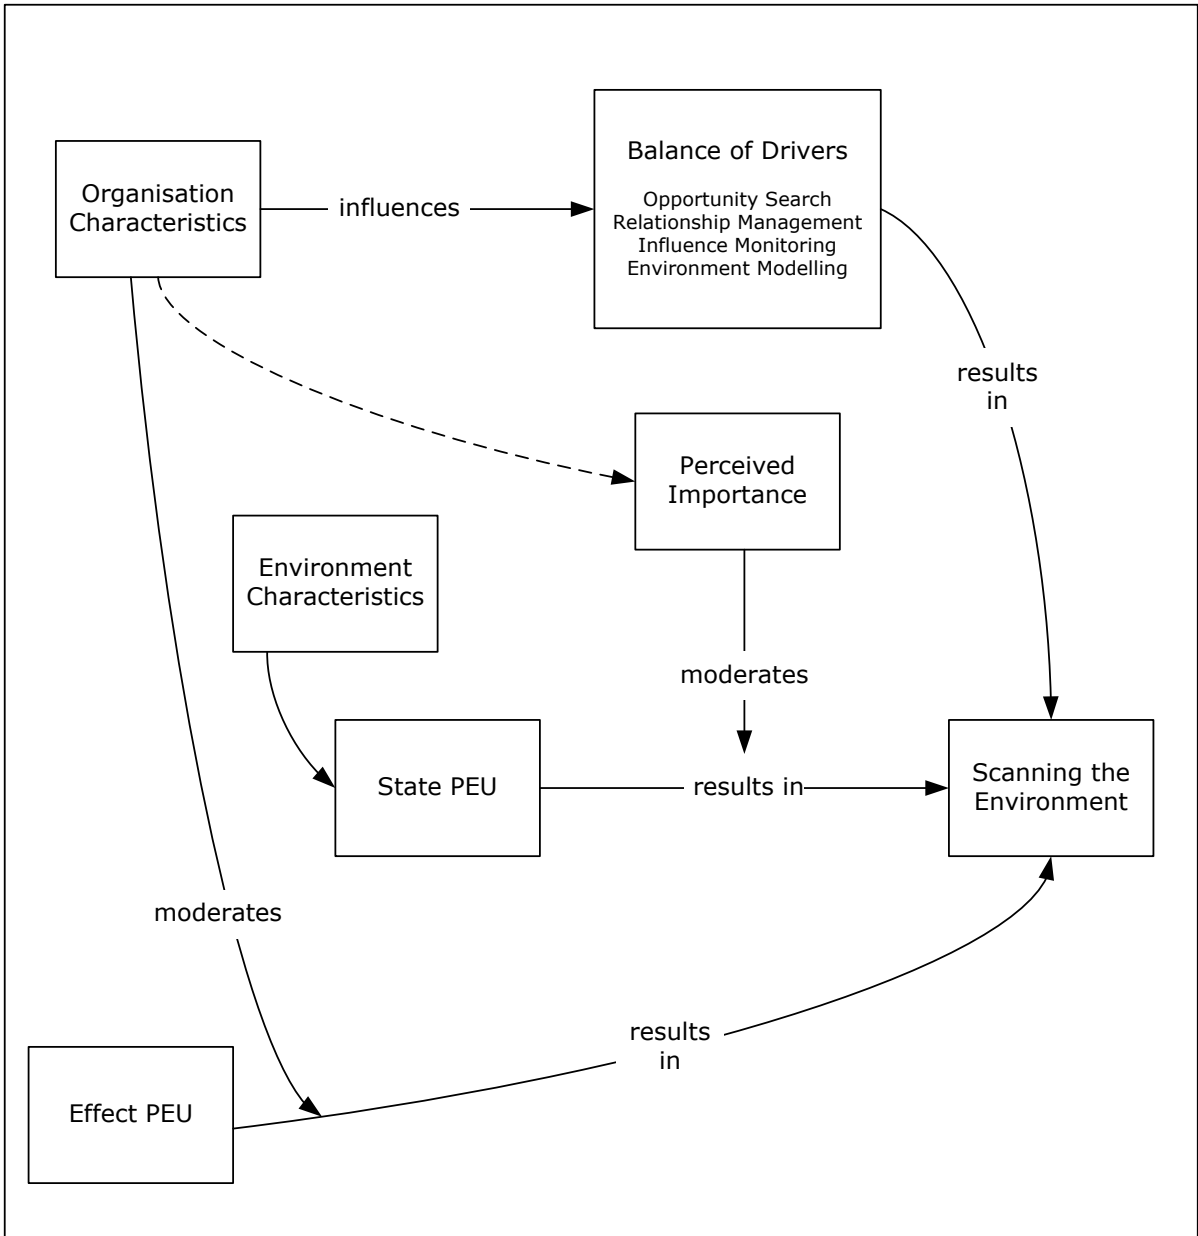 Balance of Drivers
Organisation
Characteristics
influences
Opportunity Search
Relationship Management
Influence Monitoring
Environment Modelling
results
in
Perceived
Importance
Environment
Characteristics
moderates
State PEU
results in
Scanning the
Environment
moderates
results
in
Effect PEU